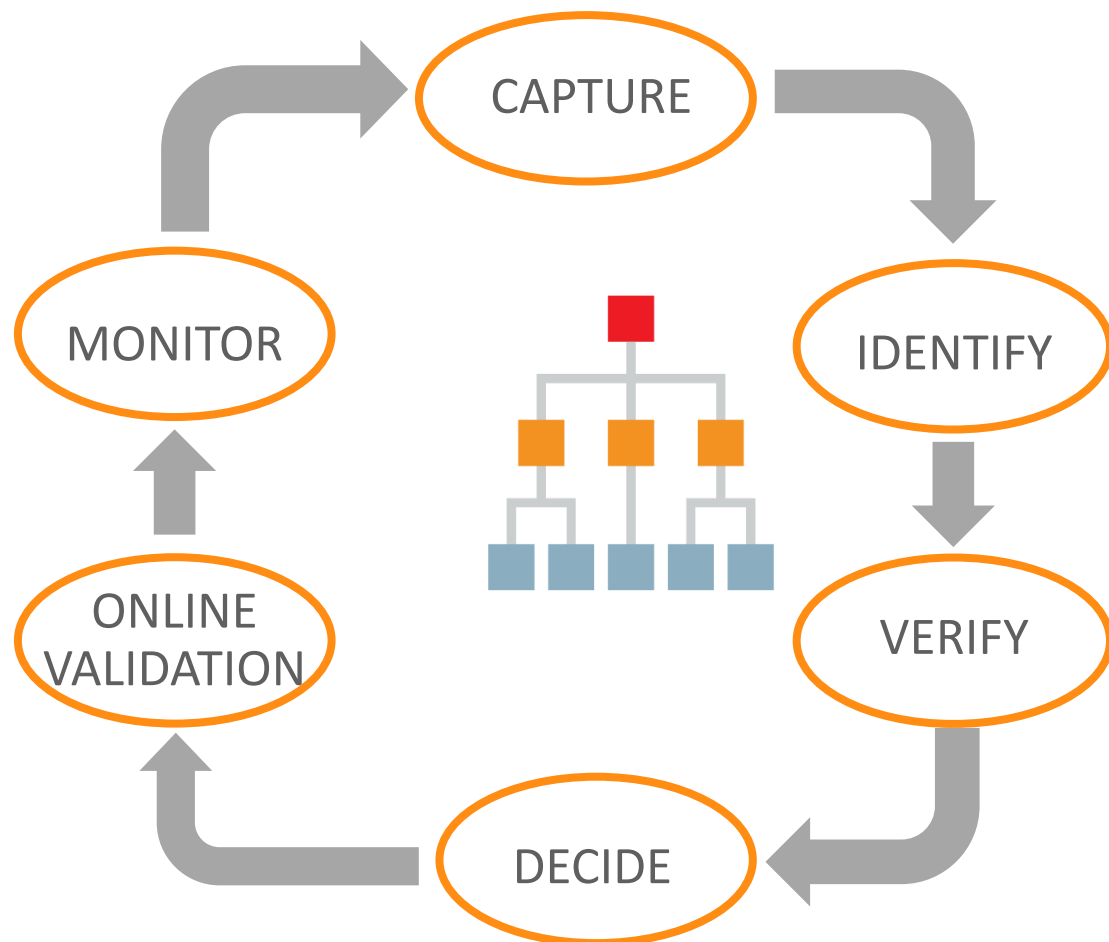 CAPTURE
IDENTIFY
VERIFY
DECIDE
ONLINE
VALIDATION
MONITOR